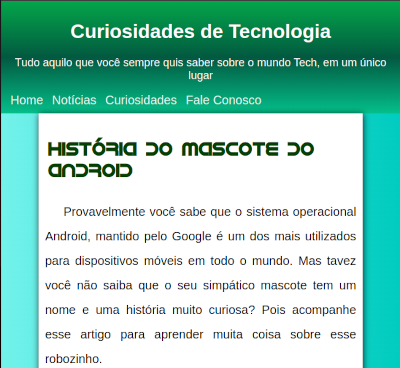 Curiosidades de Tecnologia
Tudo aquilo que você sempre quis saber sobre o mundo Tech, em um único
lugar
Home Notícias Curiosidades Fale Conosco
HISTÓRIA DO MASCOTE DO
ANDROID
Provavelmente você sabe que o sistema operacional
Android, mantido pelo Google é um dos mais utilizados
para dispositivos móveis em todo o mundo. Mas tavez
você não saiba que o seu simpático mascote tem um
nome e uma história muito curiosa? Pois acompanhe
esse artigo para aprender muita coisa sobre esse
robozinho.